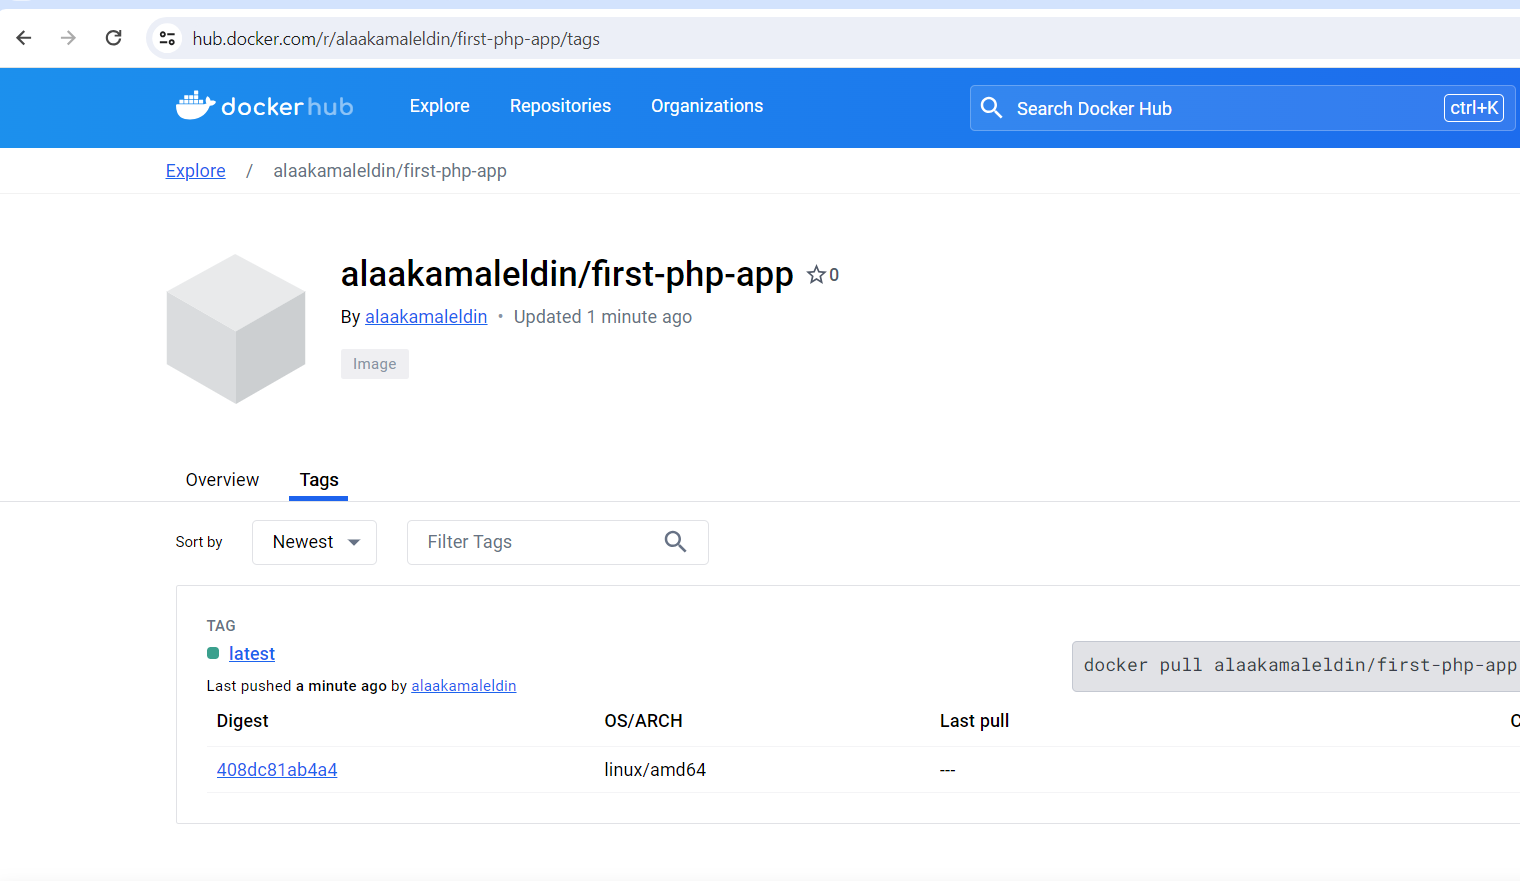 hub.docker.com/r/alaakamaleldin/first-php-app/tags
dockerhub Explore Repositories Organizations Search Docker Hub ctrl+K
Explore / alaakamaleldin/first-php-app
alaakamaleldin/first-php-app ☆0
By alaakamaleldin • Updated 1 minute ago
Image
Overview Tags
Sort by Newest Filter Tags
TAG
latest
docker pull alaakamaleldin/first-php-app
Last pushed a minute ago by alaakamaleldin
Digest OS/ARCH Last pull
408dc81ab4a4 linux/amd64 ---